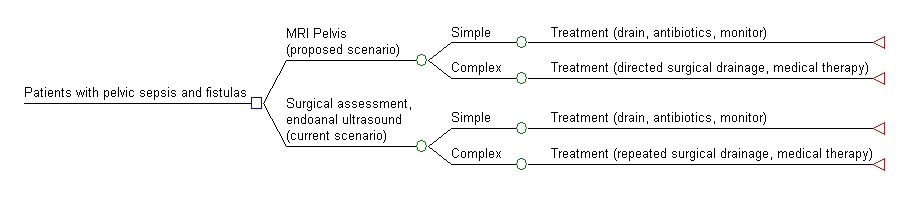 MRI Pelvis
(proposed scenario)
Simple
Treatment (drain, antibiotics, monitor)
Complex
Treatment (directed surgical drainage, medical therapy)
Patients with pelvic sepsis and fistulas
Surgical assessment,
endoanal ultrasound
(current scenario)
Simple
Treatment (drain, antibiotics, monitor)
Complex
Treatment (repeated surgical drainage, medical therapy)